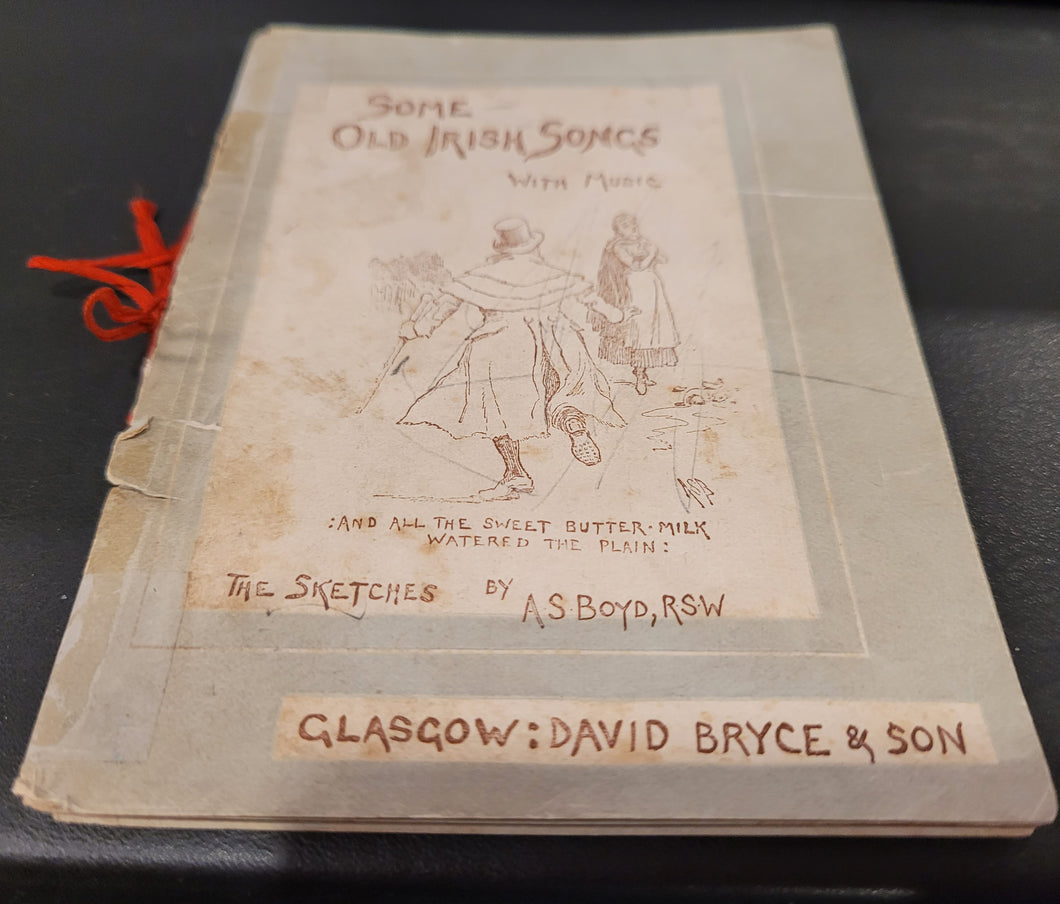 SOME
OLD IRISH SONGS
WITH MUSIC
:AND ALL THE SWEET BUTTER-MILK
WATERED THE PLAIN:
THE SKETCHES BY A.S. BOYD, RSW
GLASGOW: DAVID BRYCE & SON